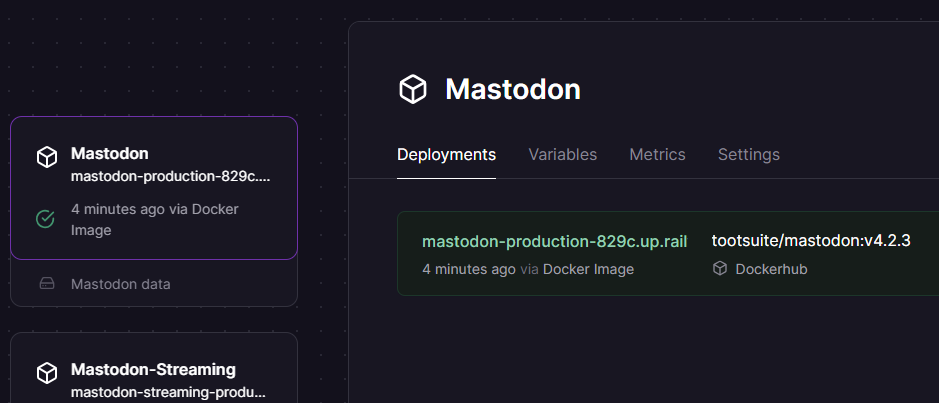 Mastodon
mastodon-production-829c....
4 minutes ago via Docker
Image
Mastodon data
Mastodon-Streaming
mastodon-streaming-produ...
Mastodon
Deployments Variables Metrics Settings
mastodon-production-829c.up.rail tootsuite/mastodon:v4.2.3
4 minutes ago via Docker Image Dockerhub